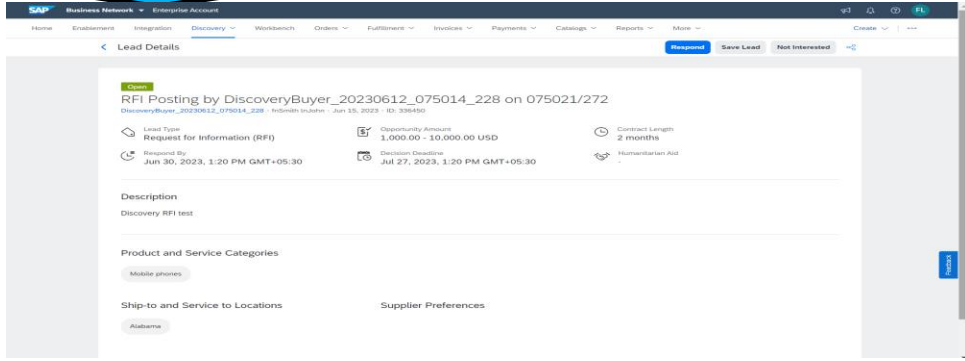 SAP Business Network Enterprise Account FL
Home Enablement Integration Discovery Workbench Orders Fulfillment Invoices Payments Catalogs Reports More Create
Lead Details Respond Save Lead Not Interested
Open
RFI Posting by DiscoveryBuyer_20230612_075014_228 on 075021/272
DiscoveryBuyer_20230612_075014_228 · InSmith InJohn · Jun 15, 2023 · ID: 336450
Lead Type Opportunity Amount Contract Length
Request for Information (RFI) 1,000.00 - 10,000.00 USD 2 months
Respond By Decision Deadline Humanitarian Aid
Jun 30, 2023, 1:20 PM GMT+05:30 Jul 27, 2023, 1:20 PM GMT+05:30 -
Description
Discovery RFI test
Product and Service Categories
Mobile phones
Feedback
Ship-to and Service to Locations Supplier Preferences
Alabama